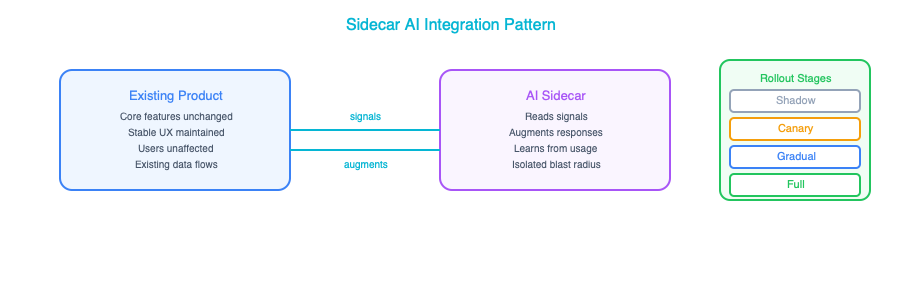 Sidecar AI Integration Pattern
Existing Product
Core features unchanged
Stable UX maintained
Users unaffected
Existing data flows
signals
augments
AI Sidecar
Reads signals
Augments responses
Learns from usage
Isolated blast radius
Rollout Stages
Shadow
Canary
Gradual
Full